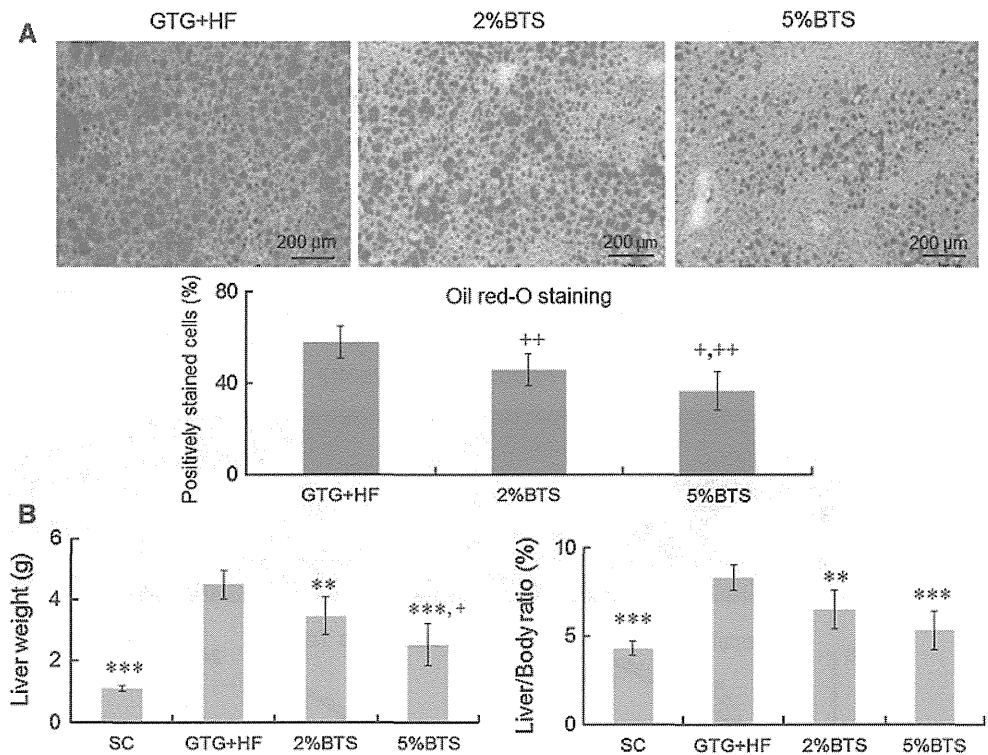 A
GTG+HF 2%BTS 5%BTS
200 μm 200 μm 200 μm
Oil red-O staining
Positively stained cells (%)
80
40
0
++
+,++
GTG+HF 2%BTS 5%BTS
B
Liver weight (g)
6
4
2
0
***
**
***,+
SC GTG+HF 2%BTS 5%BTS
Liver/Body ratio (%)
10
5
0
***
**
***
SC GTG+HF 2%BTS 5%BTS